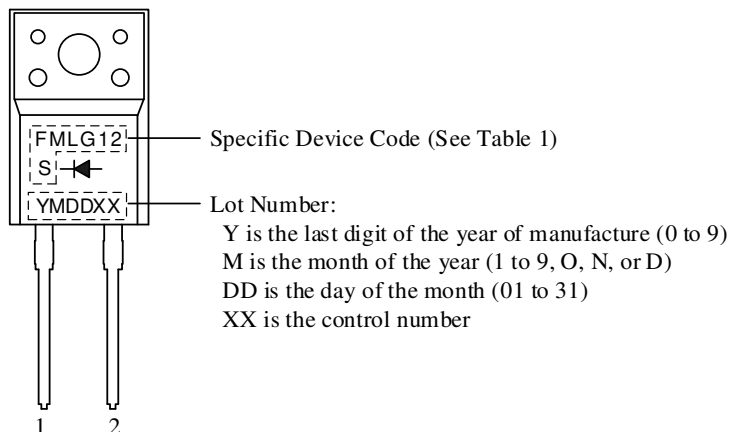 FMLG12
S
YMDDXX
Specific Device Code (See Table 1)
Lot Number:
Y is the last digit of the year of manufacture (0 to 9)
M is the month of the year (1 to 9, O, N, or D)
DD is the day of the month (01 to 31)
XX is the control number
1 2